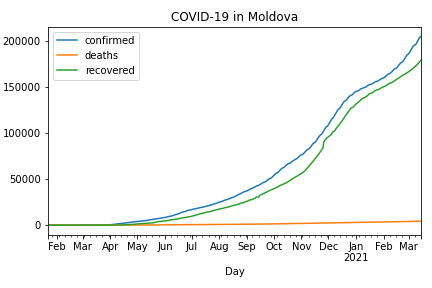 COVID-19 in Moldova
confirmed
deaths
recovered
200000
150000
100000
50000
0
Feb Mar Apr May Jun Jul Aug Sep Oct Nov Dec Jan Feb Mar
2021
Day